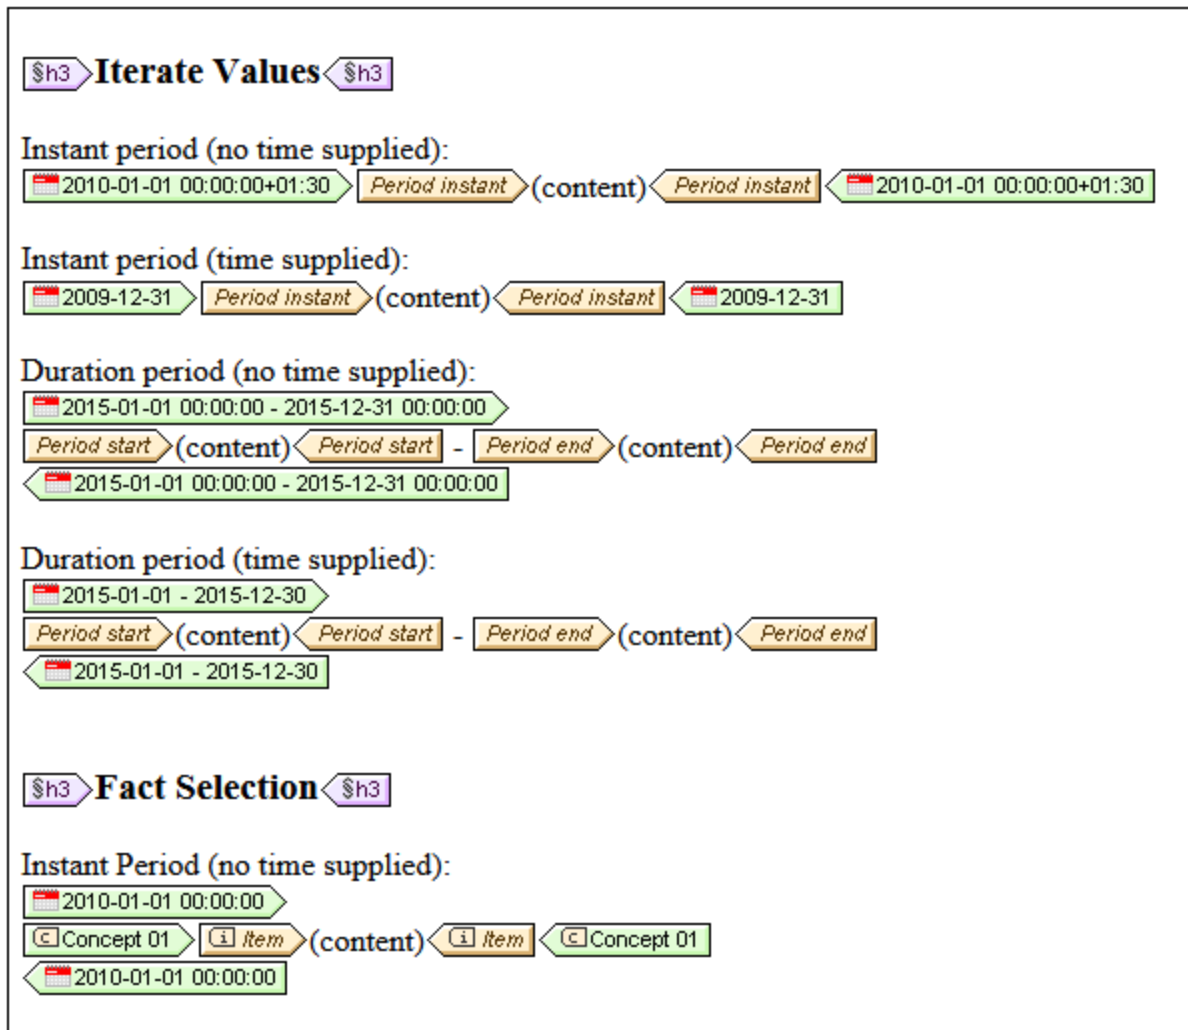 §h3 Iterate Values §h3
Instant period (no time supplied):
2010-01-01 00:00:00+01:30 Period instant (content) Period instant 2010-01-01 00:00:00+01:30
Instant period (time supplied):
2009-12-31 Period instant (content) Period instant 2009-12-31
Duration period (no time supplied):
2015-01-01 00:00:00 - 2015-12-31 00:00:00
Period start (content) Period start - Period end (content) Period end
2015-01-01 00:00:00 - 2015-12-31 00:00:00
Duration period (time supplied):
2015-01-01 - 2015-12-30
Period start (content) Period start - Period end (content) Period end
2015-01-01 - 2015-12-30
§h3 Fact Selection §h3
Instant Period (no time supplied):
2010-01-01 00:00:00
C Concept 01 i Item (content) i Item C Concept 01
2010-01-01 00:00:00